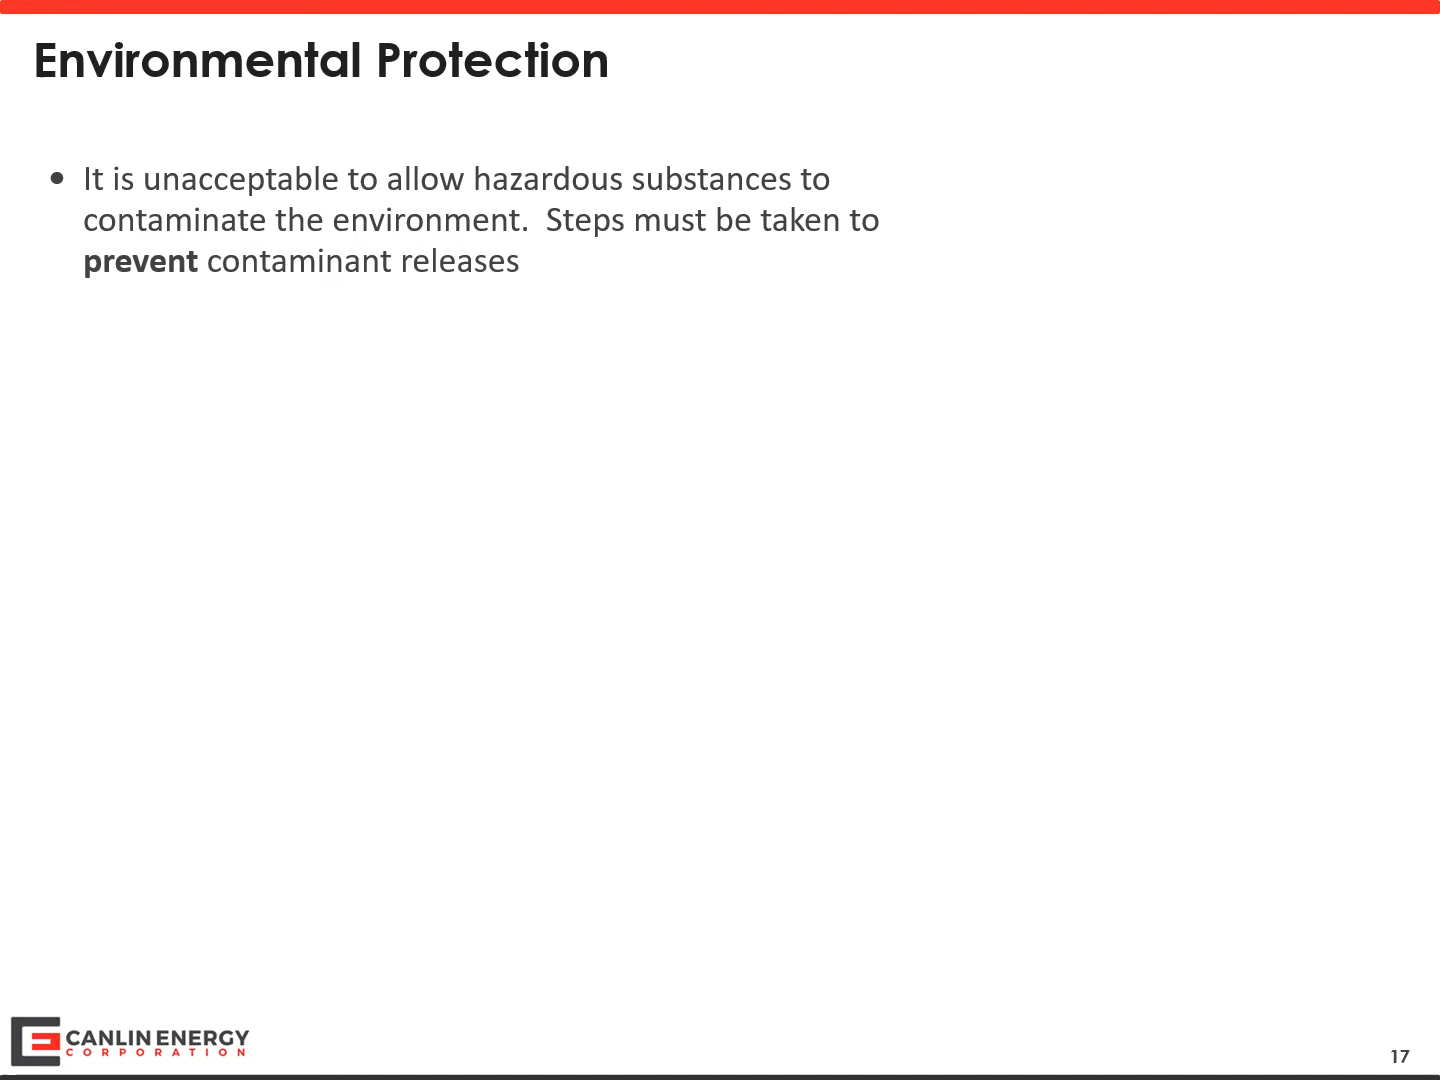 Environmental Protection
• It is unacceptable to allow hazardous substances to
contaminate the environment.  Steps must be taken to
prevent contaminant releases
CANLIN ENERGY
CORPORATION
17